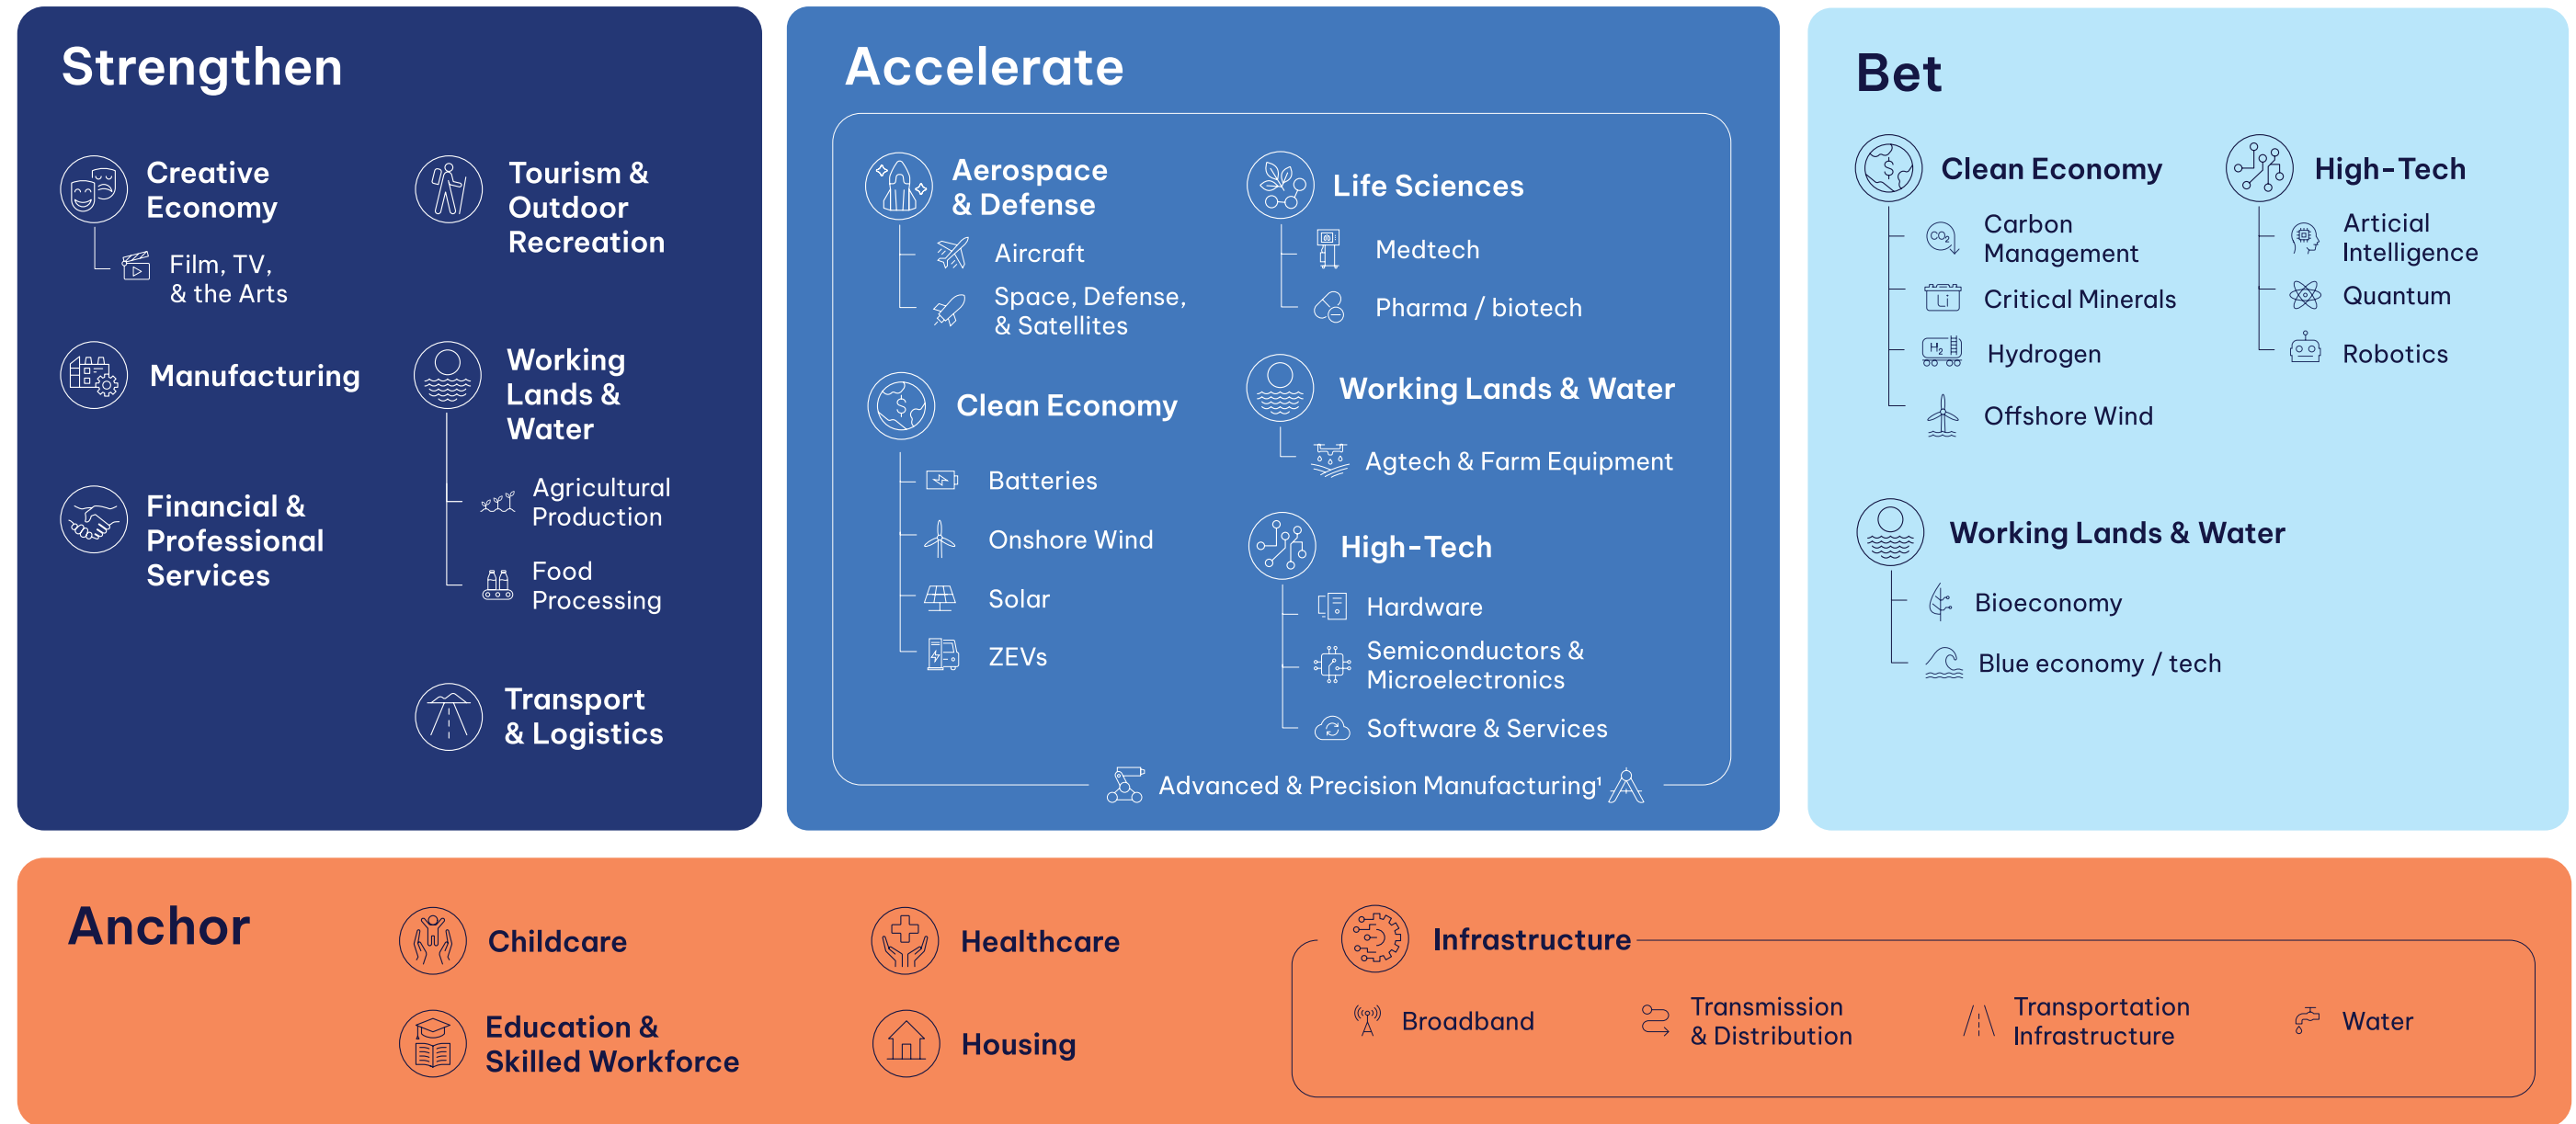 Strengthen
Creative
Economy
Film, TV,
& the Arts
Manufacturing
Financial &
Professional
Services
Tourism &
Outdoor
Recreation
Working
Lands &
Water
Agricultural
Production
Food
Processing
Transport
& Logistics
Accelerate
Aerospace
& Defense
Aircraft
Space, Defense,
& Satellites
Clean Economy
Batteries
Onshore Wind
Solar
ZEVs
Life Sciences
Medtech
Pharma / biotech
Working Lands & Water
Agtech & Farm Equipment
High-Tech
Hardware
Semiconductors &
Microelectronics
Software & Services
Advanced & Precision Manufacturing¹
Bet
Clean Economy
CO₂
Carbon
Management
Li
Critical Minerals
H₂
Hydrogen
Offshore Wind
High-Tech
Articial
Intelligence
Quantum
Robotics
Working Lands & Water
Bioeconomy
Blue economy / tech
Anchor
Childcare
Education &
Skilled Workforce
Healthcare
Housing
Infrastructure
Broadband
Transmission
& Distribution
Transportation
Infrastructure
Water